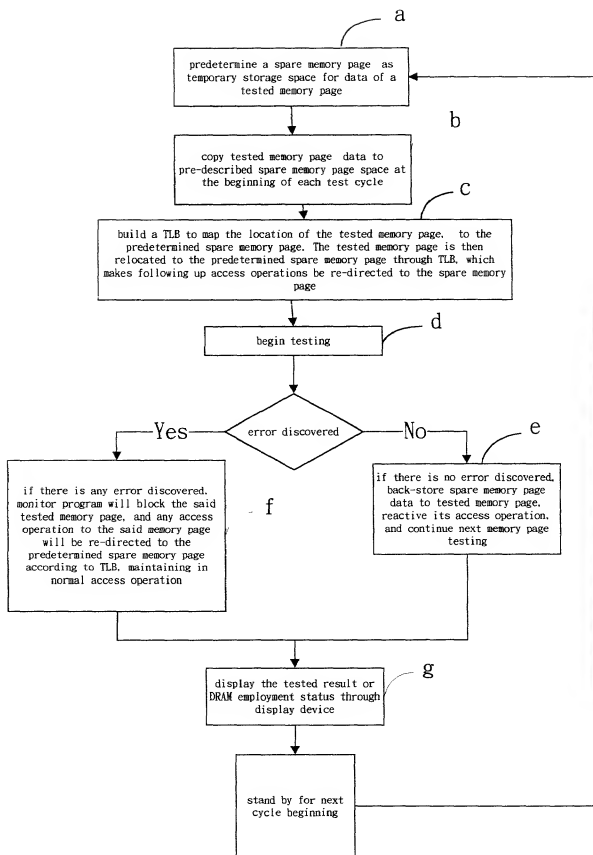 a
predetermine a spare memory page as
temporary storage space for data of a
tested memory page
b
copy tested memory page data to
pre-described spare memory page space at
the beginning of each test cycle
c
build a TLB to map the location of the tested memory page, to the
predetermined spare memory page. The tested memory page is then
relocated to the predetermined spare memory page through TLB, which
makes following up access operations be re-directed to the spare memory
page
d
begin testing
error discovered
Yes
No
e
if there is no error discovered,
back-store spare memory page
data to tested memory page,
reactive its access operation,
and continue next memory page
testing
f
if there is any error discovered,
monitor program will block the said
tested memory page, and any access
operation to the said memory page
will be re-directed to the
predetermined spare memory page
according to TLB, maintaining in
normal access operation
g
display the tested result or
DRAM employment status through
display device
stand by for next
cycle beginning